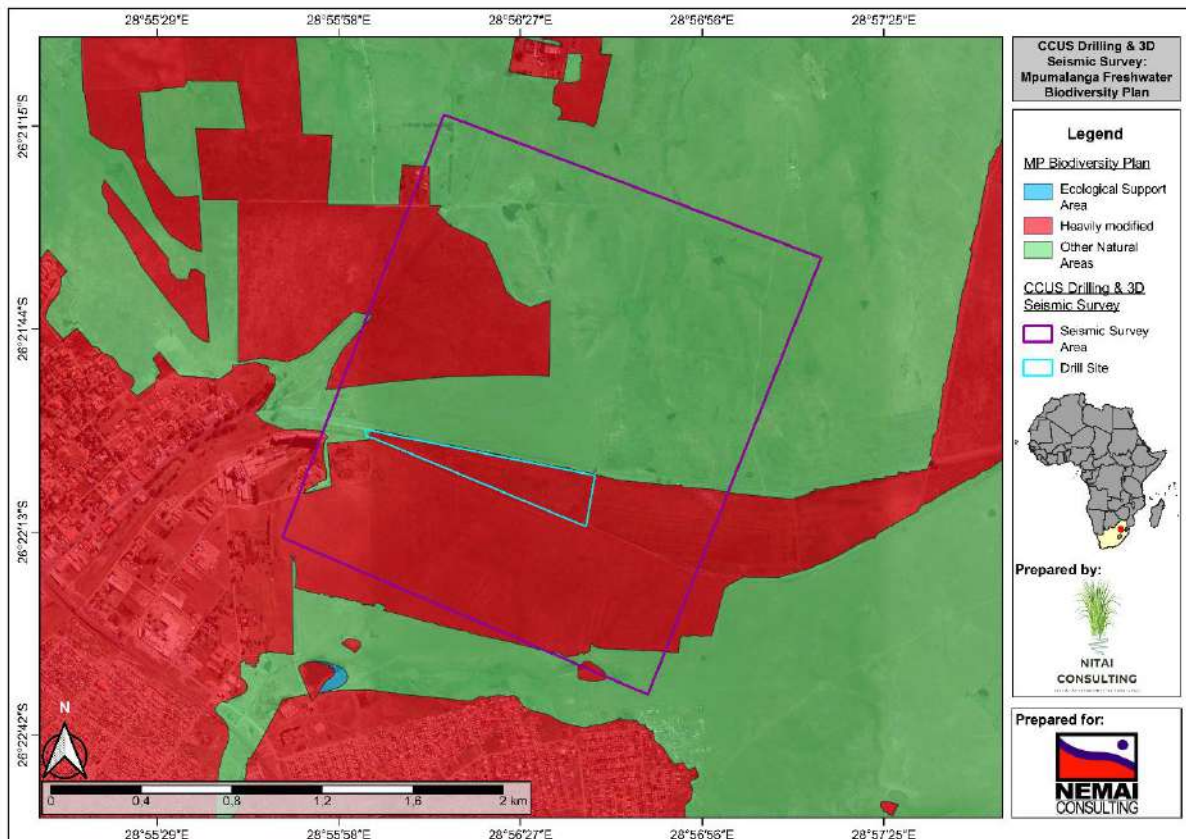 28°55'29"E
28°55'58"E
28°56'27"E
28°56'56"E
28°57'25"E
26°21'15"S
26°21'44"S
26°22'13"S
26°22'42"S
N
0
0,4
0,8
1,2
1,6
2 km
28°55'29"E
28°55'58"E
28°56'27"E
28°56'56"E
28°57'25"E
CCUS Drilling & 3D
Seismic Survey:
Mpumalanga Freshwater
Biodiversity Plan
Legend
MP Biodiversity Plan
Ecological Support
Area
Heavily modified
Other Natural
Areas
CCUS Drilling & 3D
Seismic Survey
Seismic Survey
Area
Drill Site
Prepared by:
NITAI
CONSULTING
Prepared for:
NEMAI
CONSULTING